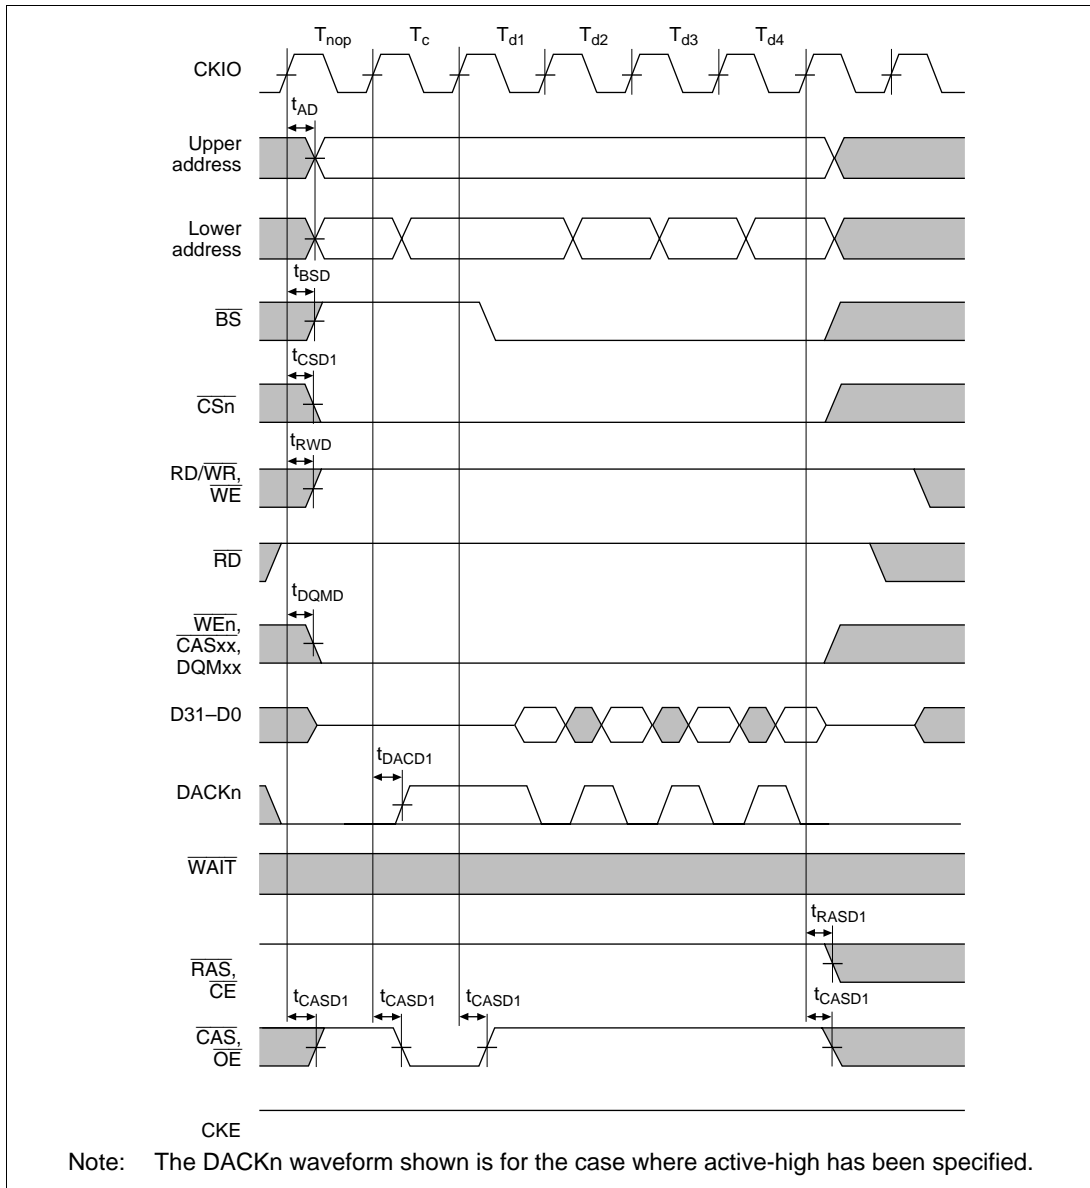 Tnop Tc Td1 Td2 Td3 Td4
CKIO
tAD
Upper
address
Lower
address
tBSD
BS
tCSD1
CSn
tRWD
RD/WR,
WE
RD
tDQMD
WEn,
CASxx,
DQMxx
D31–D0
tDACD1
DACKn
WAIT
tRASD1
RAS,
CE
tCASD1 tCASD1 tCASD1 tCASD1
CAS,
OE
CKE
Note: The DACKn waveform shown is for the case where active-high has been specified.